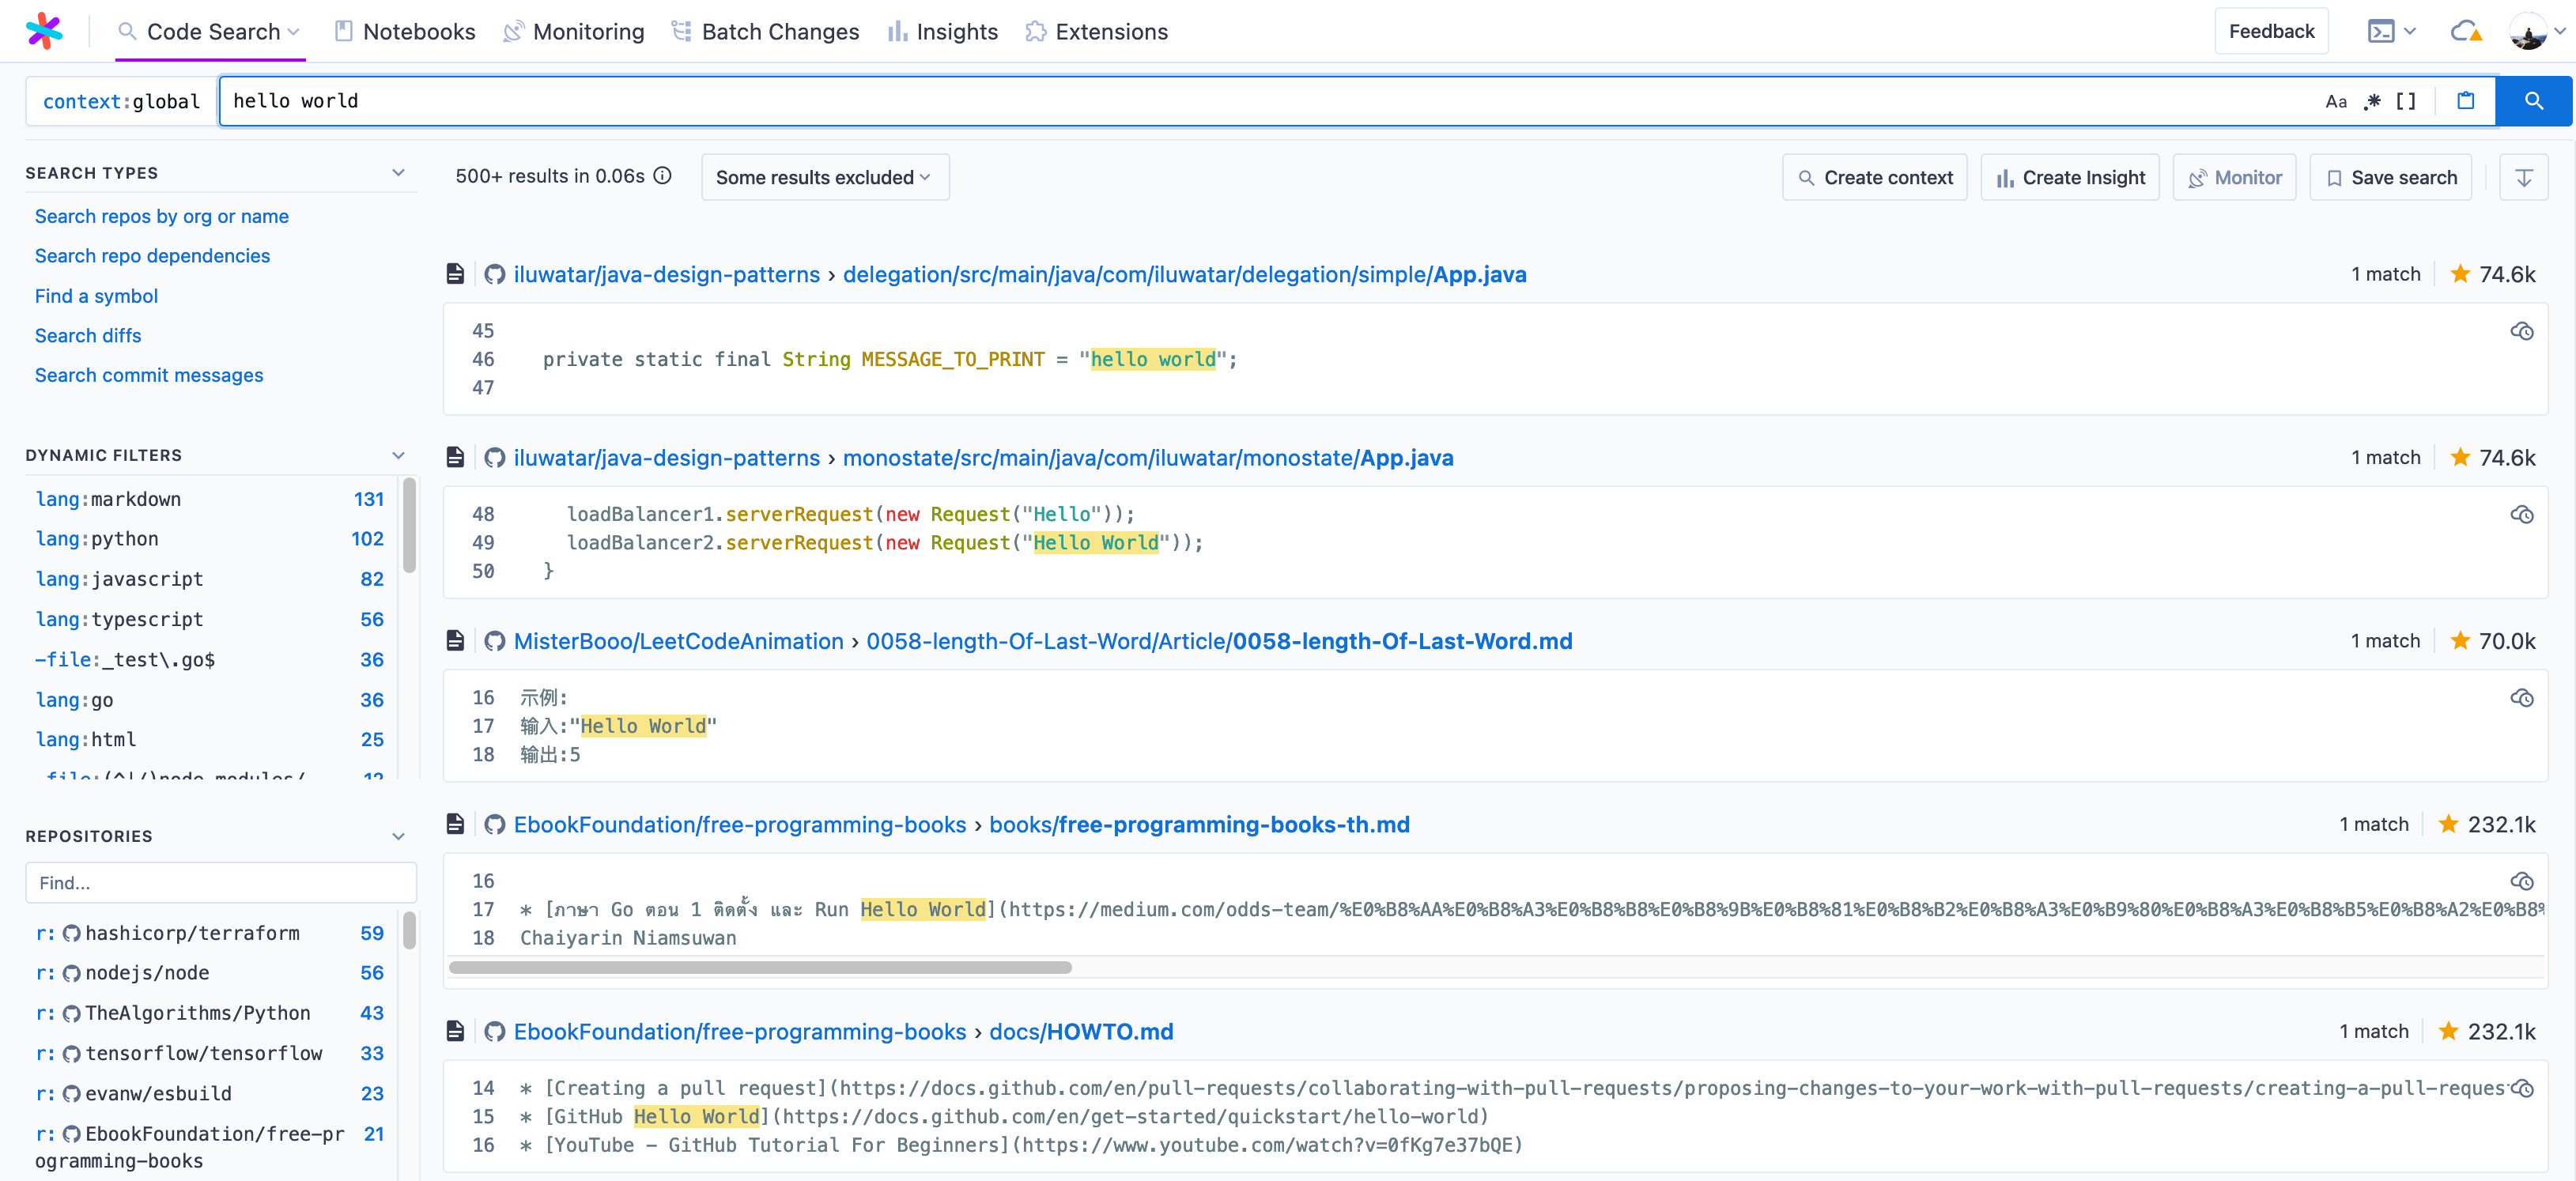 Code Search Notebooks Monitoring Batch Changes Insights Extensions Feedback
context:global hello world Aa .* []
SEARCH TYPES
Search repos by org or name
Search repo dependencies
Find a symbol
Search diffs
Search commit messages
DYNAMIC FILTERS
lang:markdown 131
lang:python 102
lang:javascript 82
lang:typescript 56
-file:_test\.go$ 36
lang:go 36
lang:html 25
-file:(^|/)node_modules/ 12
REPOSITORIES
Find...
r: hashicorp/terraform 59
r: nodejs/node 56
r: TheAlgorithms/Python 43
r: tensorflow/tensorflow 33
r: evanw/esbuild 23
r: EbookFoundation/free-pr 21
ogramming-books
500+ results in 0.06s Some results excluded Create context Create Insight Monitor Save search
iluwatar/java-design-patterns › delegation/src/main/java/com/iluwatar/delegation/simple/App.java 1 match 74.6k
45
46 private static final String MESSAGE_TO_PRINT = "hello world";
47
iluwatar/java-design-patterns › monostate/src/main/java/com/iluwatar/monostate/App.java 1 match 74.6k
48 loadBalancer1.serverRequest(new Request("Hello"));
49 loadBalancer2.serverRequest(new Request("Hello World"));
50 }
MisterBooo/LeetCodeAnimation › 0058-length-Of-Last-Word/Article/0058-length-Of-Last-Word.md 1 match 70.0k
16 示例:
17 输入:"Hello World"
18 输出:5
EbookFoundation/free-programming-books › books/free-programming-books-th.md 1 match 232.1k
16
17 * [ภาษา Go ตอน 1 ติดตั้ง และ Run Hello World](https://medium.com/odds-team/%E0%B8%AA%E0%B8%A3%E0%B8%B8%E0%B8%9B%E0%B8%81%E0%B8%B2%E0%B8%A3%E0%B9%80%E0%B8%A3%E0%B8%B5%E0%B8%A2%E0%B8%
18 Chaiyarin Niamsuwan
EbookFoundation/free-programming-books › docs/HOWTO.md 1 match 232.1k
14 * [Creating a pull request](https://docs.github.com/en/pull-requests/collaborating-with-pull-requests/proposing-changes-to-your-work-with-pull-requests/creating-a-pull-reques
15 * [GitHub Hello World](https://docs.github.com/en/get-started/quickstart/hello-world)
16 * [YouTube - GitHub Tutorial For Beginners](https://www.youtube.com/watch?v=0fKg7e37bQE)